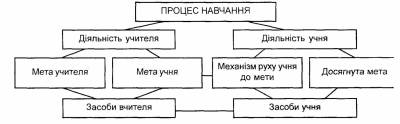 ПРОЦЕС НАВЧАННЯ
Діяльність учителя
Діяльність учня
Мета учителя
Мета учня
Механізм руху учня
до мети
Досягнута мета
Засоби вчителя
Засоби учня